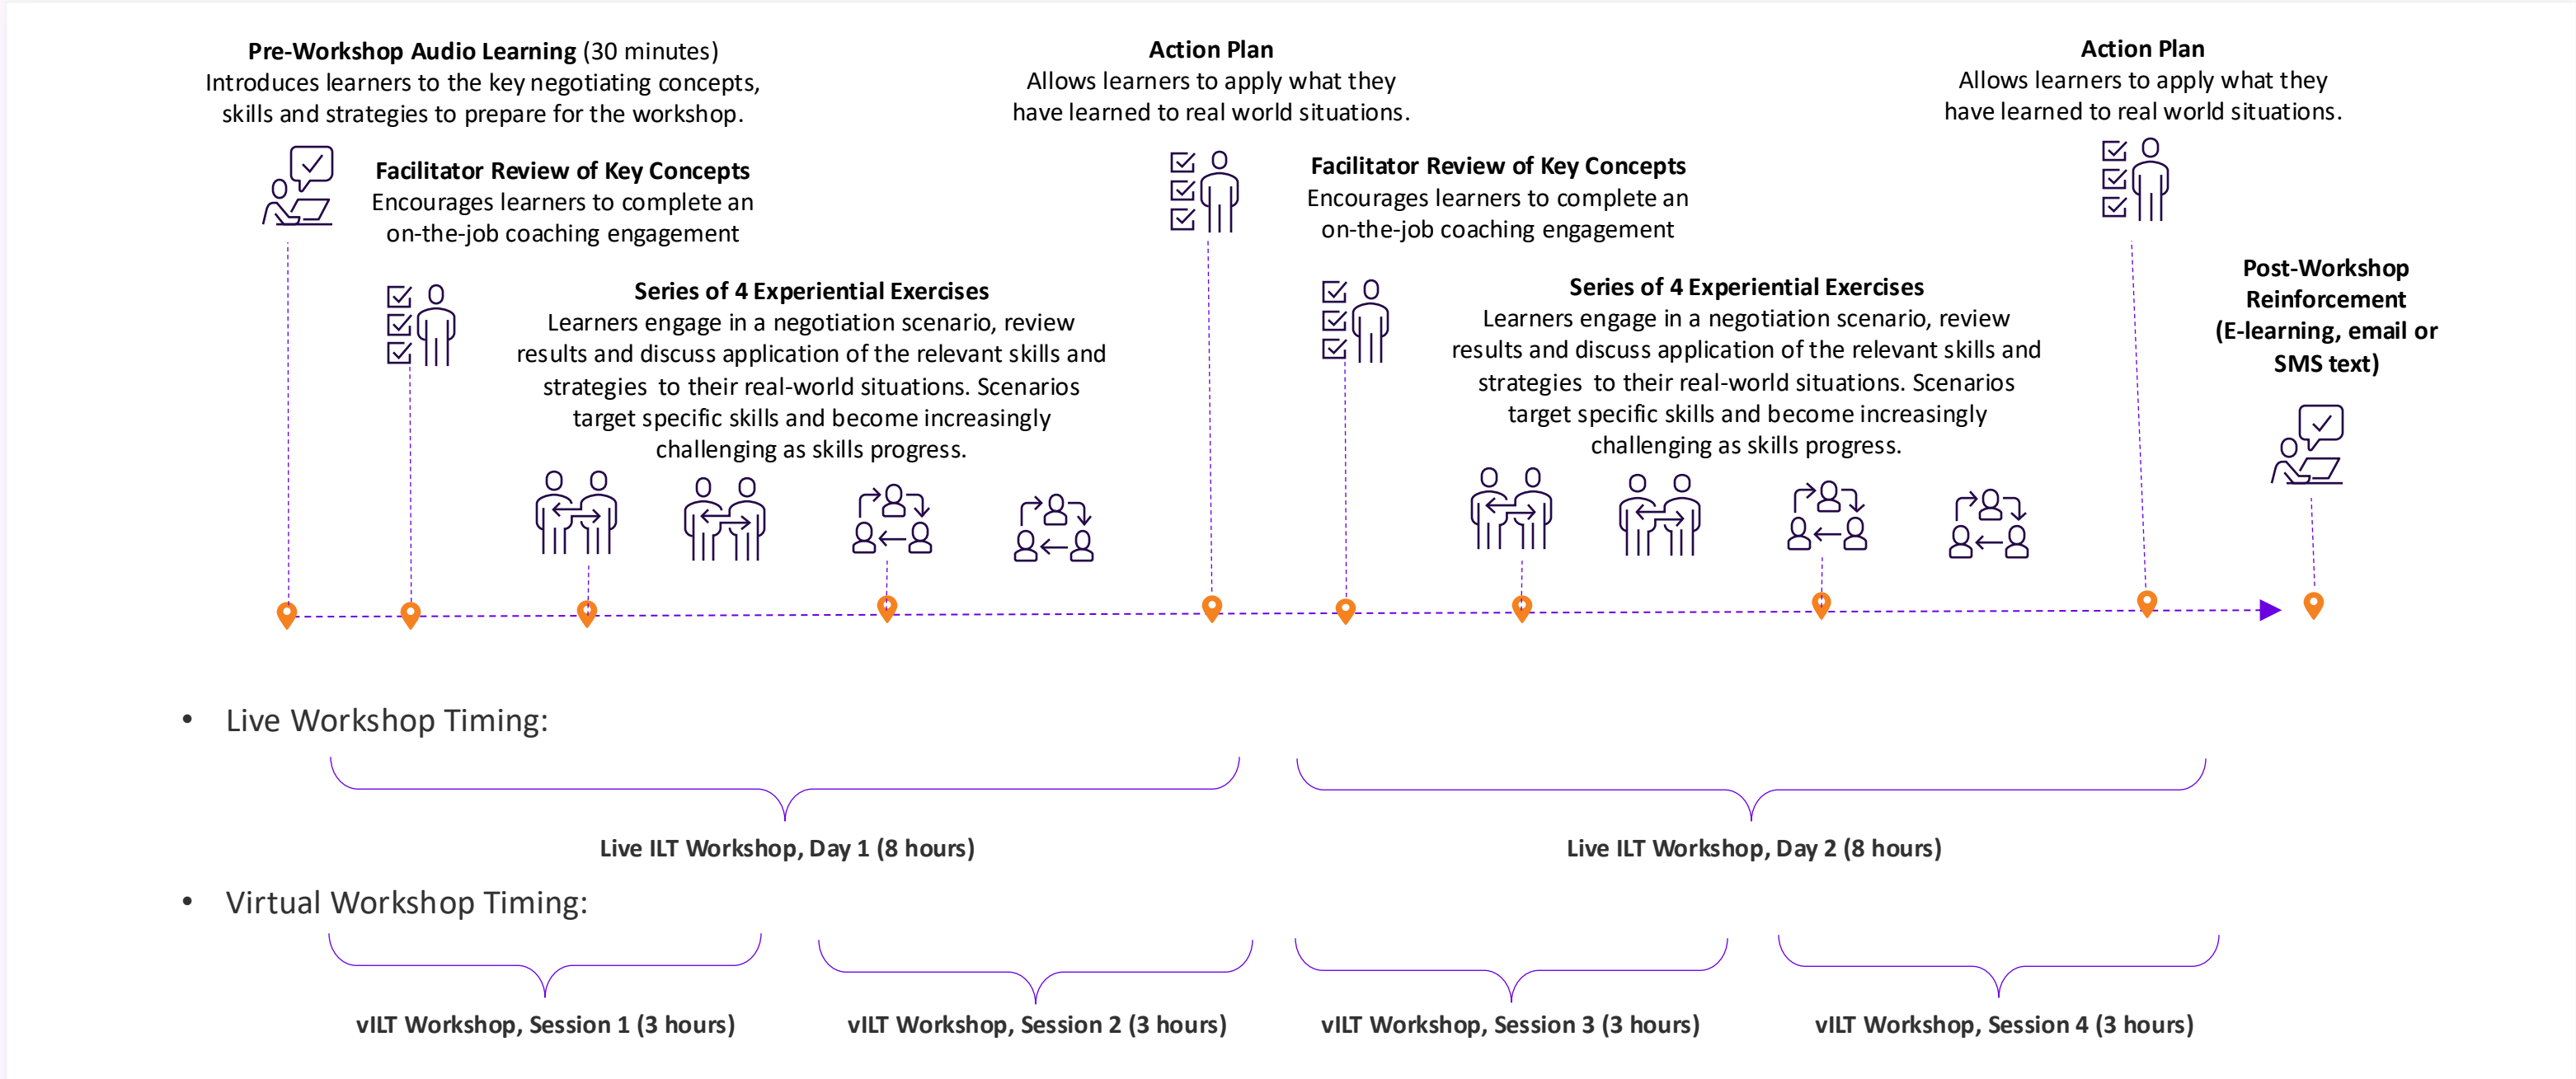 Pre-Workshop Audio Learning (30 minutes)
Introduces learners to the key negotiating concepts,
skills and strategies to prepare for the workshop.
Facilitator Review of Key Concepts
Encourages learners to complete an
on-the-job coaching engagement
Series of 4 Experiential Exercises
Learners engage in a negotiation scenario, review
results and discuss application of the relevant skills and
strategies to their real-world situations. Scenarios
target specific skills and become increasingly
challenging as skills progress.
Action Plan
Allows learners to apply what they
have learned to real world situations.
Facilitator Review of Key Concepts
Encourages learners to complete an
on-the-job coaching engagement
Series of 4 Experiential Exercises
Learners engage in a negotiation scenario, review
results and discuss application of the relevant skills and
strategies to their real-world situations. Scenarios
target specific skills and become increasingly
challenging as skills progress.
Action Plan
Allows learners to apply what they
have learned to real world situations.
Post-Workshop
Reinforcement
(E-learning, email or
SMS text)
• Live Workshop Timing:
Live ILT Workshop, Day 1 (8 hours)
Live ILT Workshop, Day 2 (8 hours)
• Virtual Workshop Timing:
vILT Workshop, Session 1 (3 hours)
vILT Workshop, Session 2 (3 hours)
vILT Workshop, Session 3 (3 hours)
vILT Workshop, Session 4 (3 hours)